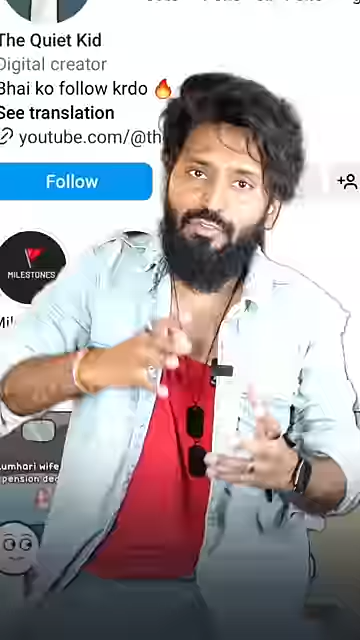 The Quiet Kid
Digital creator
Bhai ko follow krdo 🔥
See translation
youtube.com/@th
Follow
MILESTONES
umhari wife
pension